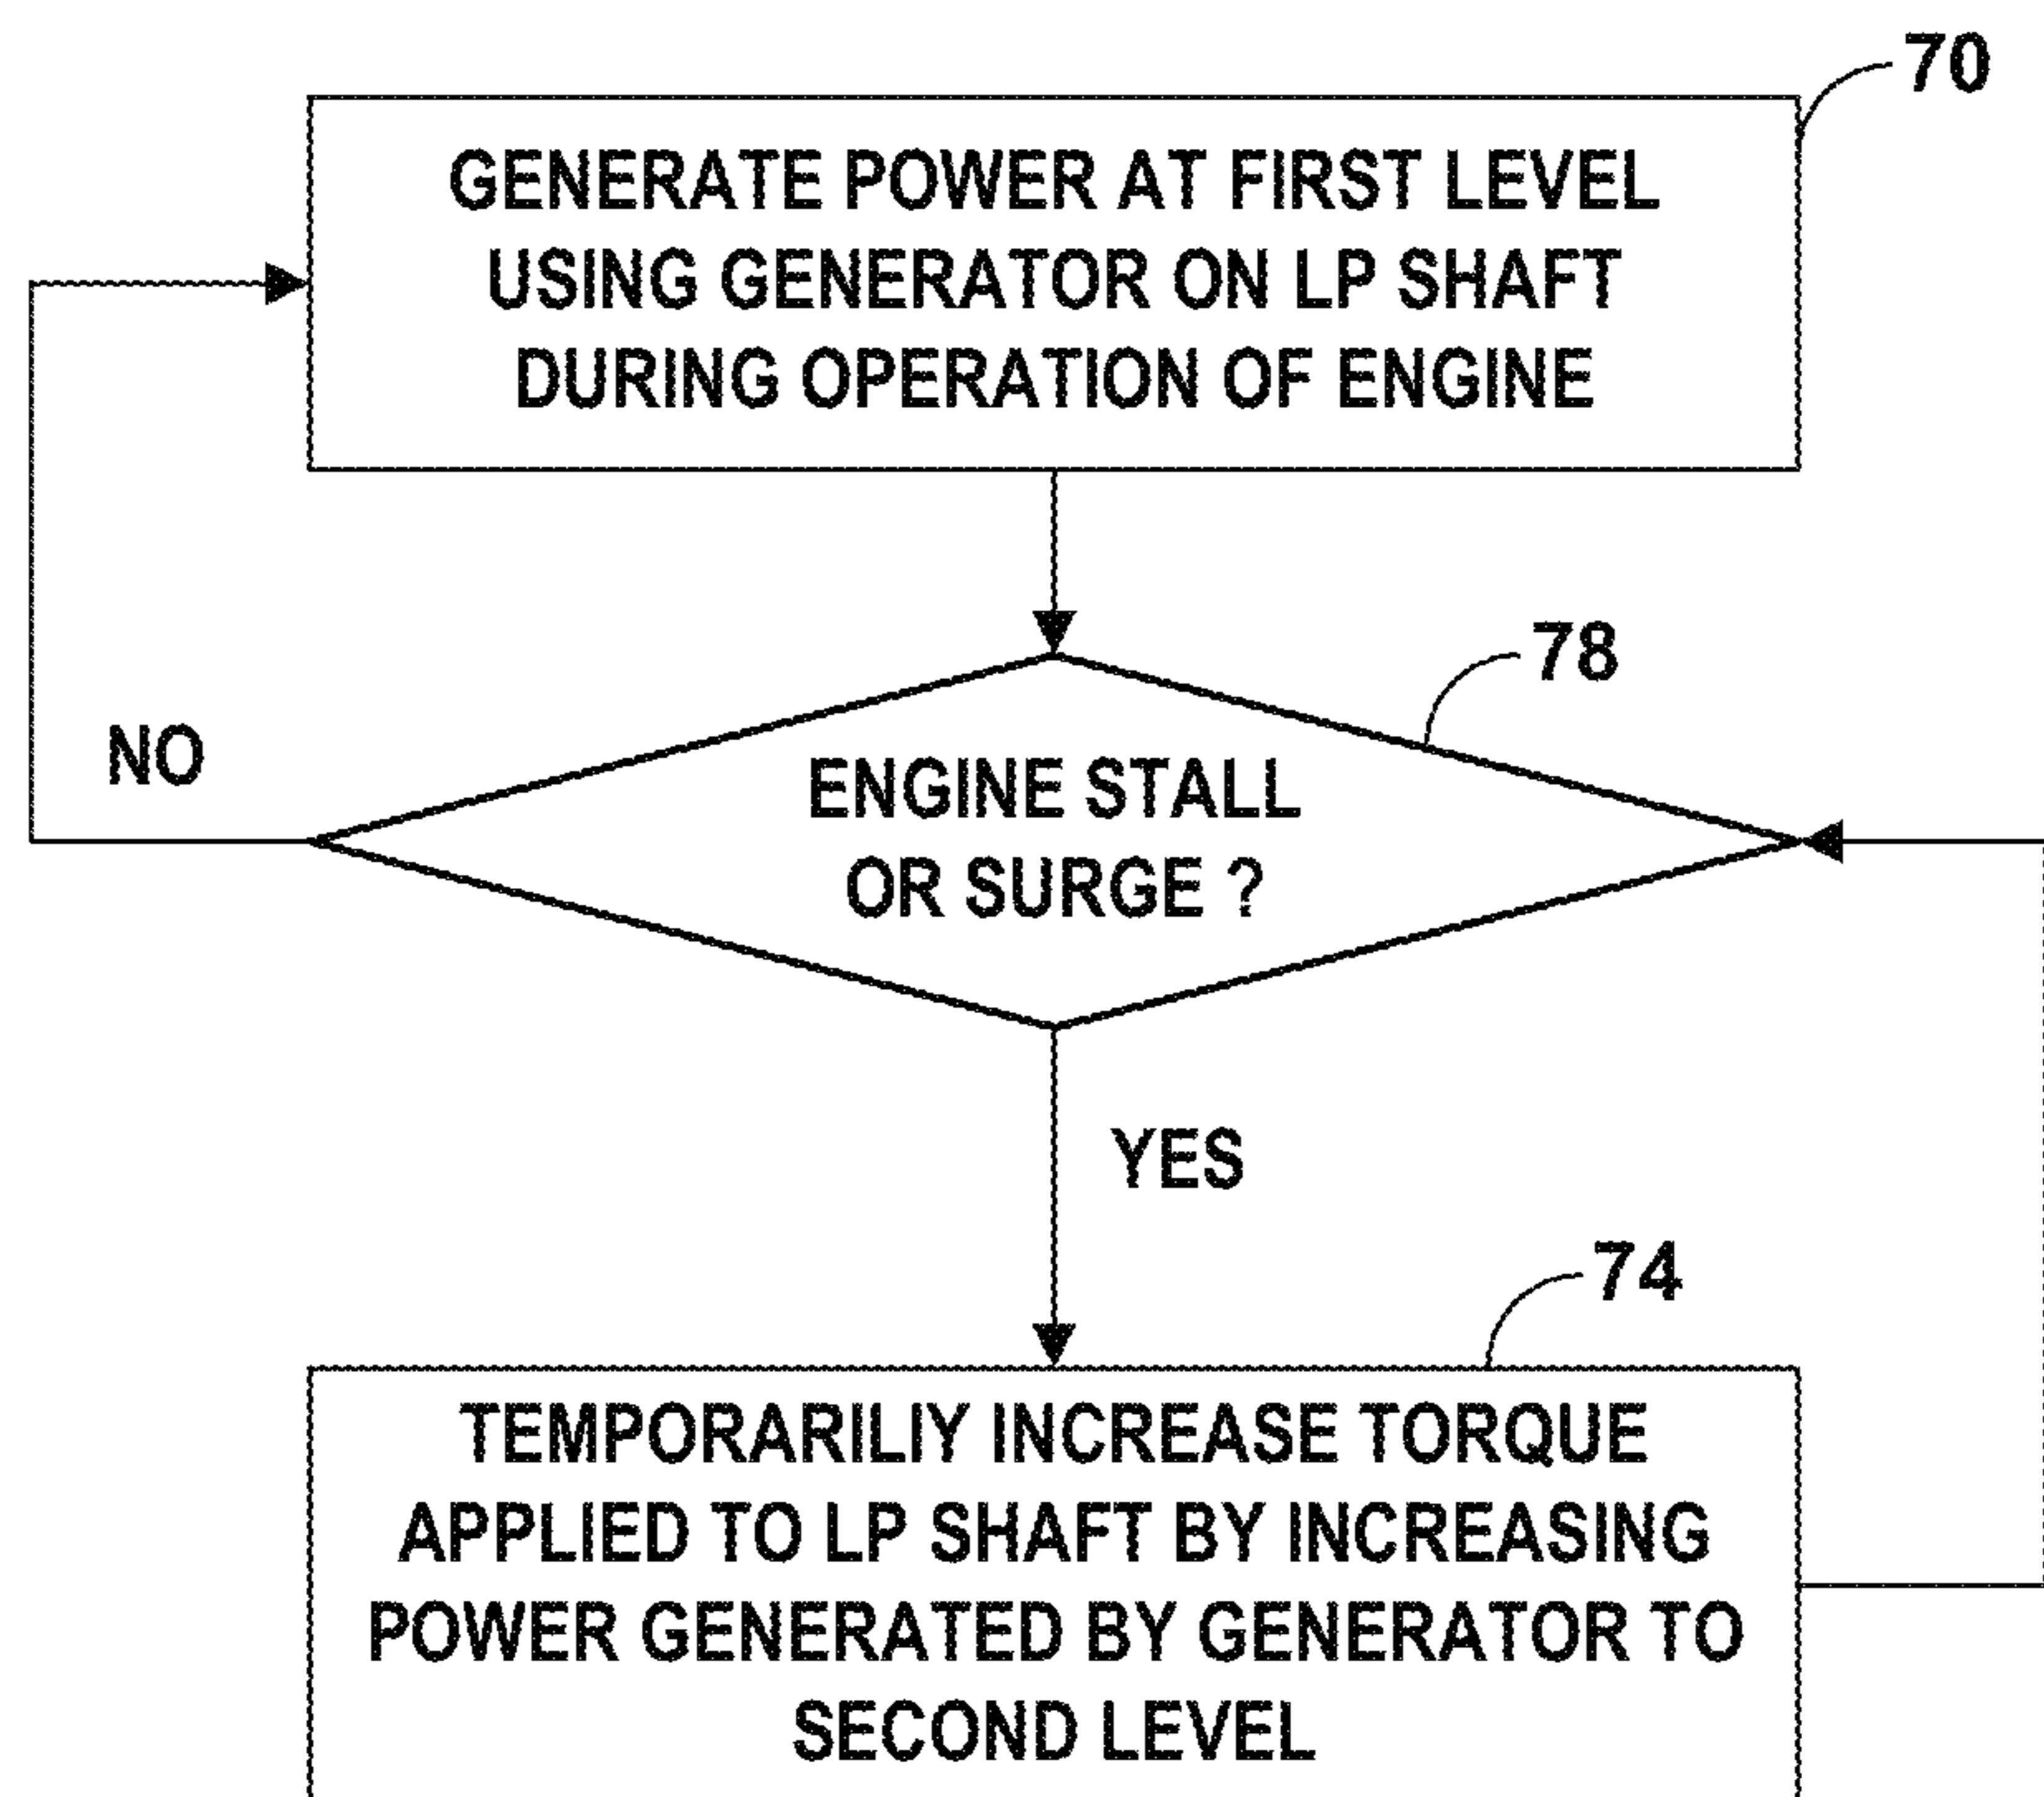 70
GENERATE POWER AT FIRST LEVEL
USING GENERATOR ON LP SHAFT
DURING OPERATION OF ENGINE
78
NO
ENGINE STALL
OR SURGE ?
YES
74
TEMPORARILIY INCREASE TORQUE
APPLIED TO LP SHAFT BY INCREASING
POWER GENERATED BY GENERATOR TO
SECOND LEVEL